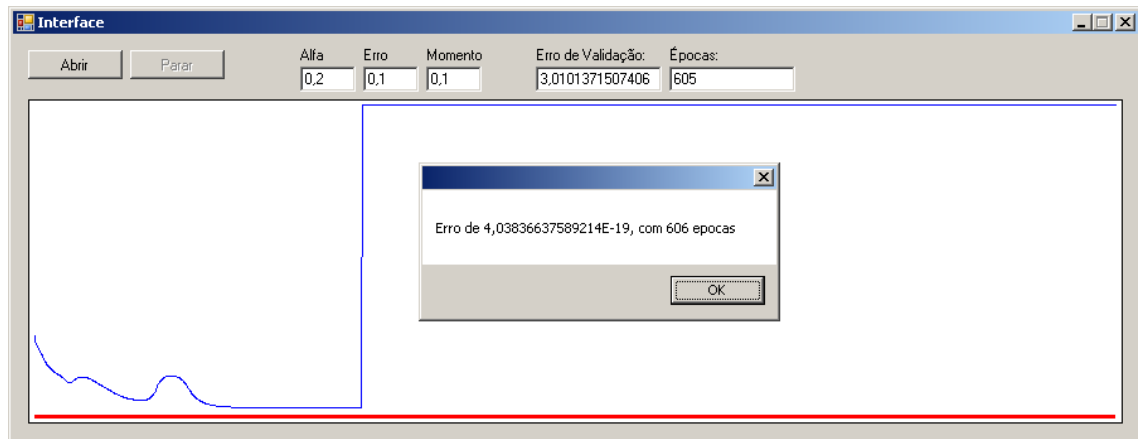 Interface
Abrir
Parar
Alfa
Erro
Momento
Erro de Validação:
Épocas:
0,2
0,1
0,1
3,0101371507406
605
Erro de 4,03836637589214E-19, com 606 epocas
OK